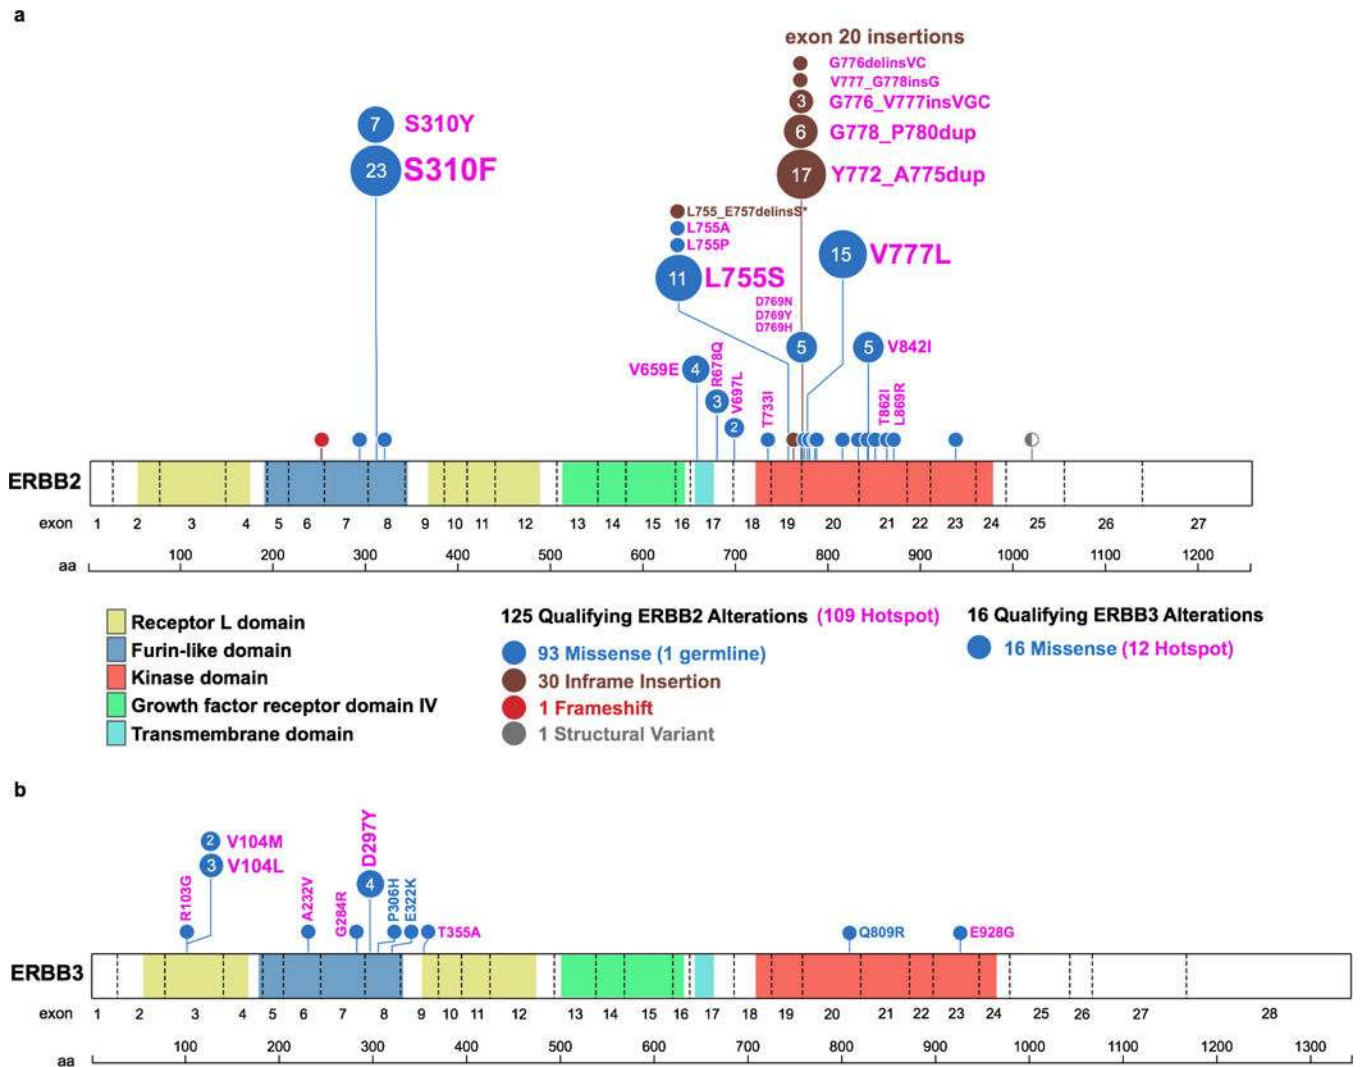 a
exon 20 insertions
G776delinsVC
V777_G778insG
3 G776_V777insVGC
6 G778_P780dup
17 Y772_A775dup
7 S310Y
23 S310F
L755_E757delinsS*
L755A
L755P
11 L755S
15 V777L
D769N
D769Y
D769H
5
5 V842I
V659E 4
3 R678Q
2 V697L
T733I
T862I
L869R
ERBB2
exon 1 2 3 4 5 6 7 8 9 10 11 12 13 14 15 16 17 18 19 20 21 22 23 24 25 26 27
aa 100 200 300 400 500 600 700 800 900 1000 1100 1200
Receptor L domain
Furin-like domain
Kinase domain
Growth factor receptor domain IV
Transmembrane domain
125 Qualifying ERBB2 Alterations (109 Hotspot)
93 Missense (1 germline)
30 Inframe Insertion
1 Frameshift
1 Structural Variant
16 Qualifying ERBB3 Alterations
16 Missense (12 Hotspot)
b
2 V104M
3 V104L
R103G
A232V
G284R
4 D297Y
P306H
E322K
T355A
Q809R
E928G
ERBB3
exon 1 2 3 4 5 6 7 8 9 10 11 12 13 14 15 16 17 18 19 20 21 22 23 24 25 26 27 28
aa 100 200 300 400 500 600 700 800 900 1000 1100 1200 1300